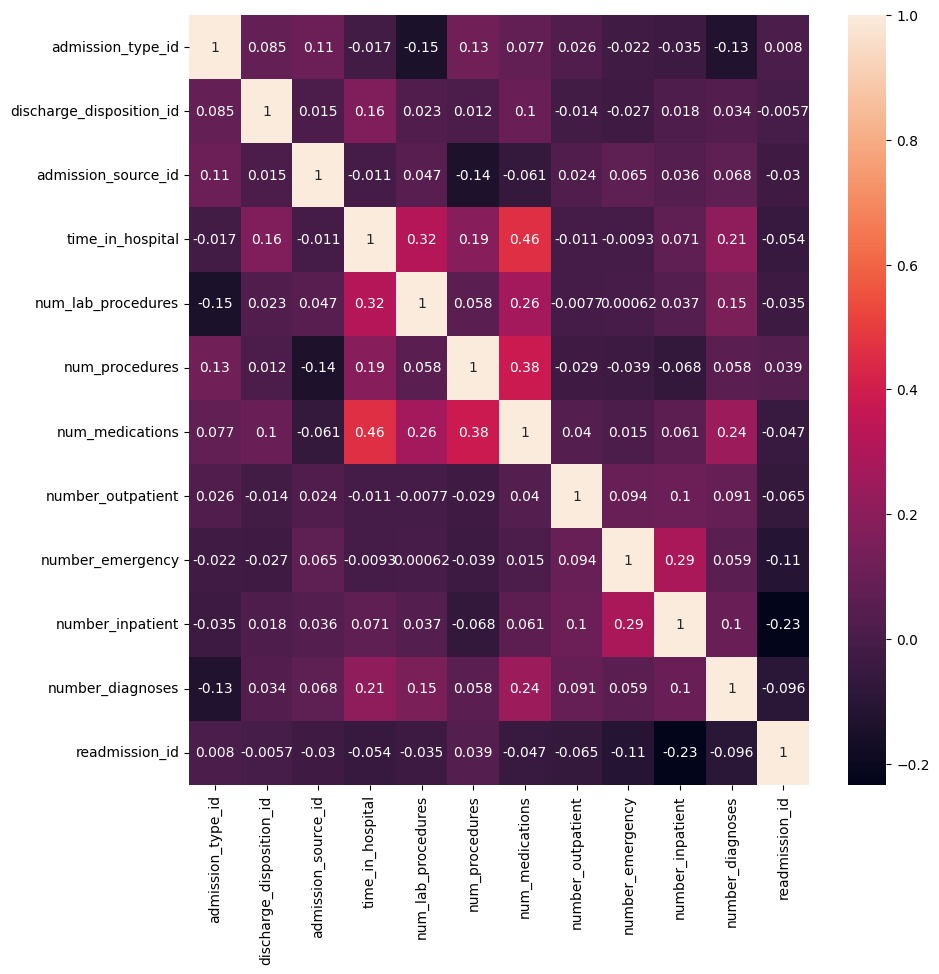 admission_type_id 1 0.085 0.11 -0.017 -0.15 0.13 0.077 0.026 -0.022 -0.035 -0.13 0.008
discharge_disposition_id 0.085 1 0.015 0.16 0.023 0.012 0.1 -0.014 -0.027 0.018 0.034 -0.0057
admission_source_id 0.11 0.015 1 -0.011 0.047 -0.14 -0.061 0.024 0.065 0.036 0.068 -0.03
time_in_hospital -0.017 0.16 -0.011 1 0.32 0.19 0.46 -0.011 -0.0093 0.071 0.21 -0.054
num_lab_procedures -0.15 0.023 0.047 0.32 1 0.058 0.26 -0.0077 0.00062 0.037 0.15 -0.035
num_procedures 0.13 0.012 -0.14 0.19 0.058 1 0.38 -0.029 -0.039 -0.068 0.058 0.039
num_medications 0.077 0.1 -0.061 0.46 0.26 0.38 1 0.04 0.015 0.061 0.24 -0.047
number_outpatient 0.026 -0.014 0.024 -0.011 -0.0077 -0.029 0.04 1 0.094 0.1 0.091 -0.065
number_emergency -0.022 -0.027 0.065 -0.0093 0.00062 -0.039 0.015 0.094 1 0.29 0.059 -0.11
number_inpatient -0.035 0.018 0.036 0.071 0.037 -0.068 0.061 0.1 0.29 1 0.1 -0.23
number_diagnoses -0.13 0.034 0.068 0.21 0.15 0.058 0.24 0.091 0.059 0.1 1 -0.096
readmission_id 0.008 -0.0057 -0.03 -0.054 -0.035 0.039 -0.047 -0.065 -0.11 -0.23 -0.096 1
admission_type_id
discharge_disposition_id
admission_source_id
time_in_hospital
num_lab_procedures
num_procedures
num_medications
number_outpatient
number_emergency
number_inpatient
number_diagnoses
readmission_id
1.0
0.8
0.6
0.4
0.2
0.0
−0.2